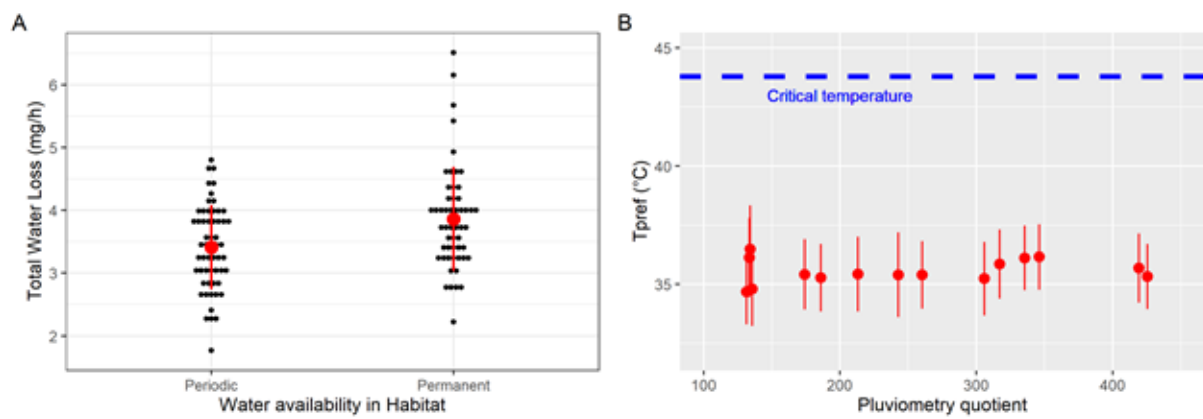 A
Total Water Loss (mg/h)
6
5
4
3
2
Periodic
Permanent
Water availability in Habitat
B
Tpref (°C)
45
40
35
Critical temperature
100
200
300
400
Pluviometry quotient